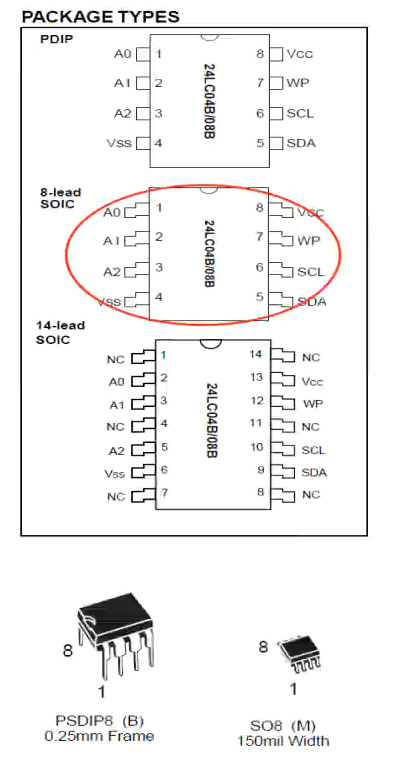 PACKAGE TYPES
PDIP
A0 1 8 Vcc
A1 2 7 WP
A2 3 6 SCL
Vss 4 5 SDA
24LC04B/08B
8-lead
SOIC
A0 1 8 Vcc
A1 2 7 WP
A2 3 6 SCL
Vss 4 5 SDA
24LC04B/08B
14-lead
SOIC
NC 1 14 NC
A0 2 13 Vcc
A1 3 12 WP
NC 4 11 NC
A2 5 10 SCL
Vss 6 9 SDA
NC 7 8 NC
24LC04B/08B
8
1
PSDIP8 (B)
0.25mm Frame
8
1
SO8 (M)
150mil Width